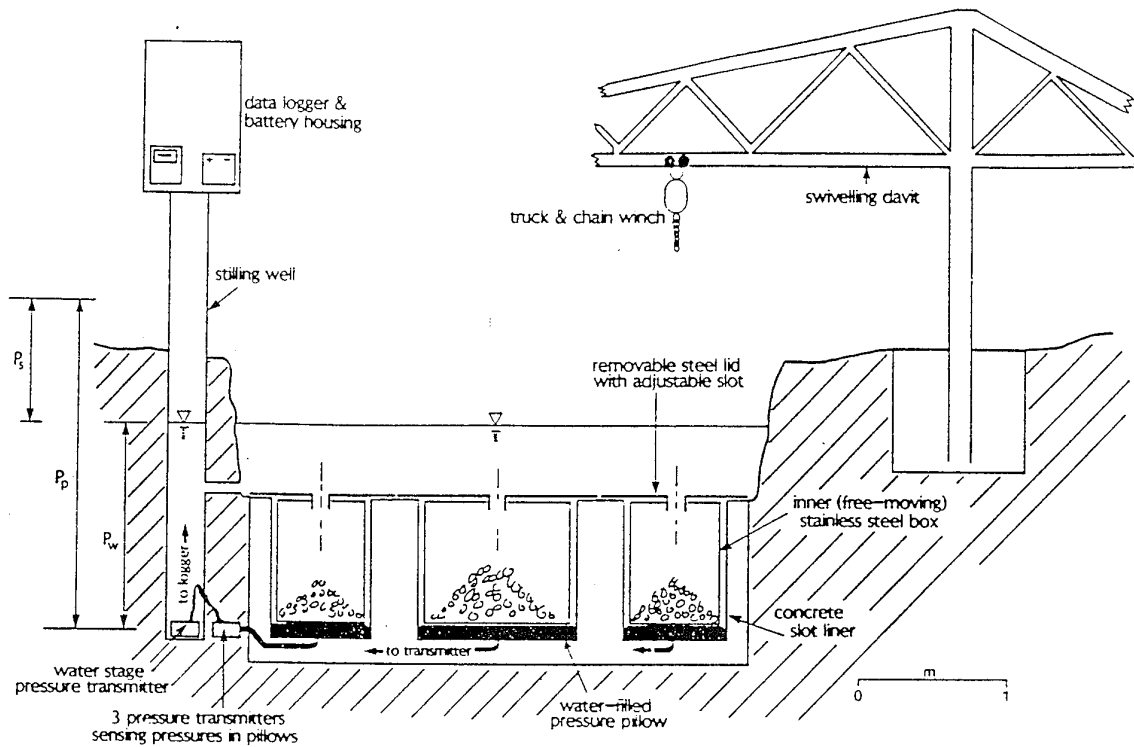 data logger &
battery housing
+ −
swivelling davit
truck & chain winch
stilling well
Ps
removable steel lid
with adjustable slot
Pp
Pw
to logger
inner (free-moving)
stainless steel box
concrete
slot liner
to transmitter
water stage
pressure transmitter
water-filled
pressure pillow
3 pressure transmitters
sensing pressures in pillows
m
0 1